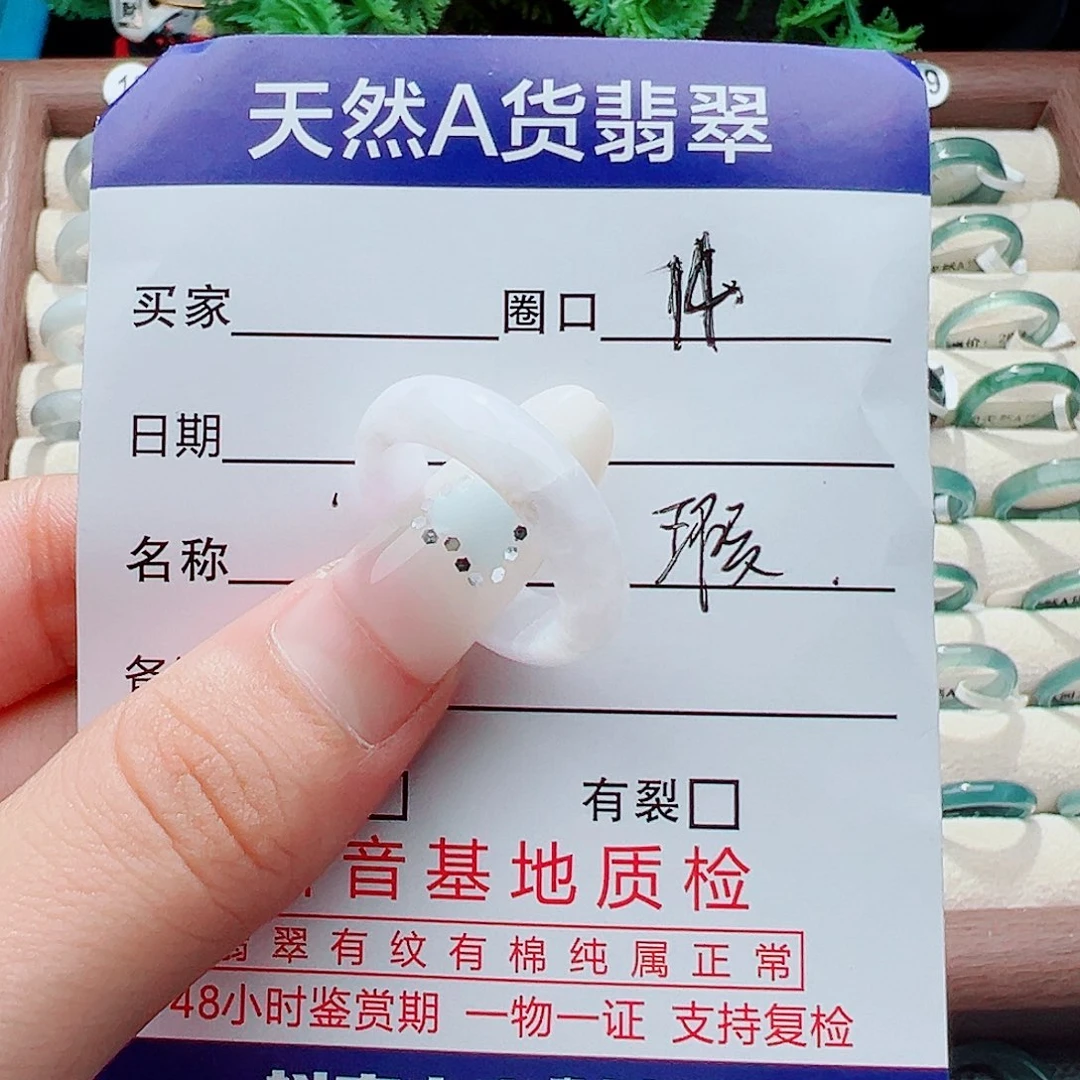 天然A货翡翠
买家 圈口 14
日期
名称 瑕
有裂
音基地质检
翡翠有纹有棉纯属正常
48小时鉴赏期 一物一证 支持复检